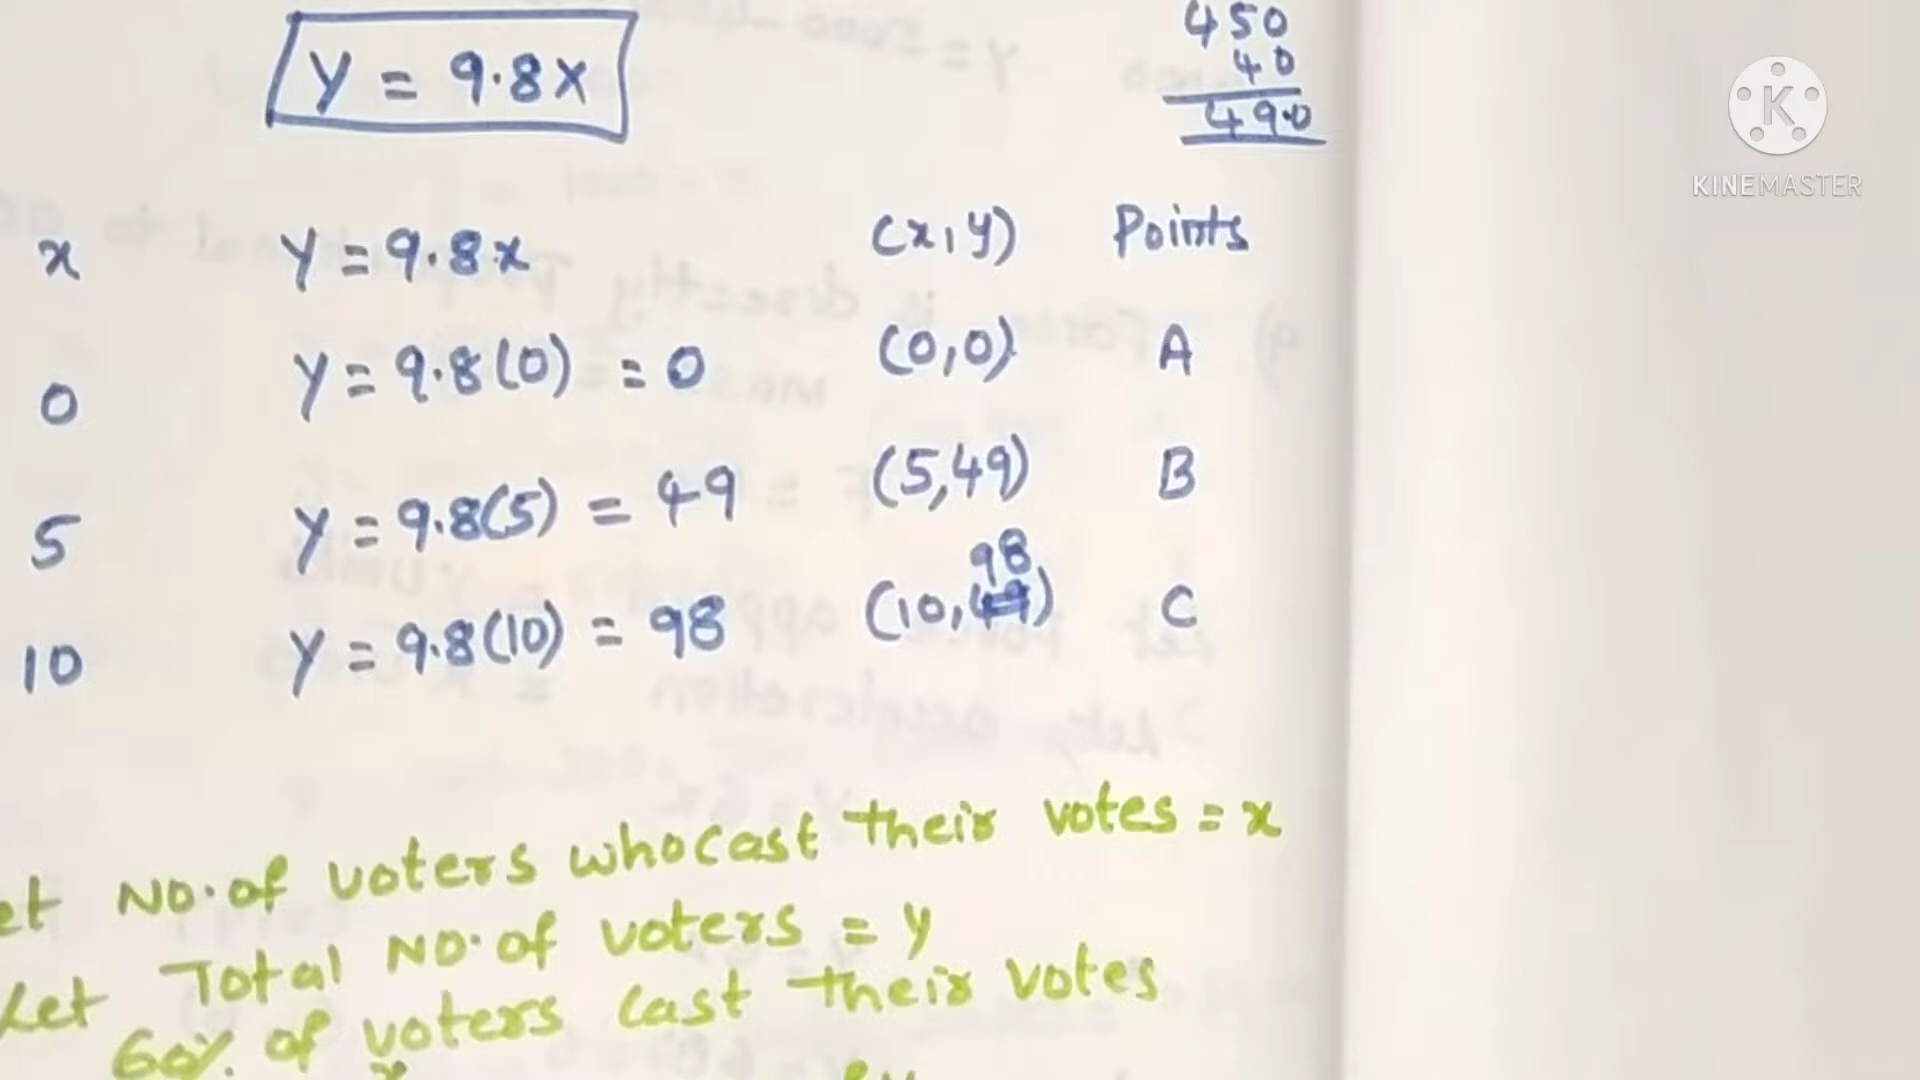 Y = 9.8x
450
40
49.0
KINEMASTER
x Y = 9.8x (x,y) Points
0 Y = 9.8(0) = 0 (0,0) A
5 Y = 9.8(5) = 49 (5,49) B
98
10 Y = 9.8(10) = 98 (10,49) C
et No. of voters who cast their votes = x
Let Total No. of voters = y
60% of voters cast their votes